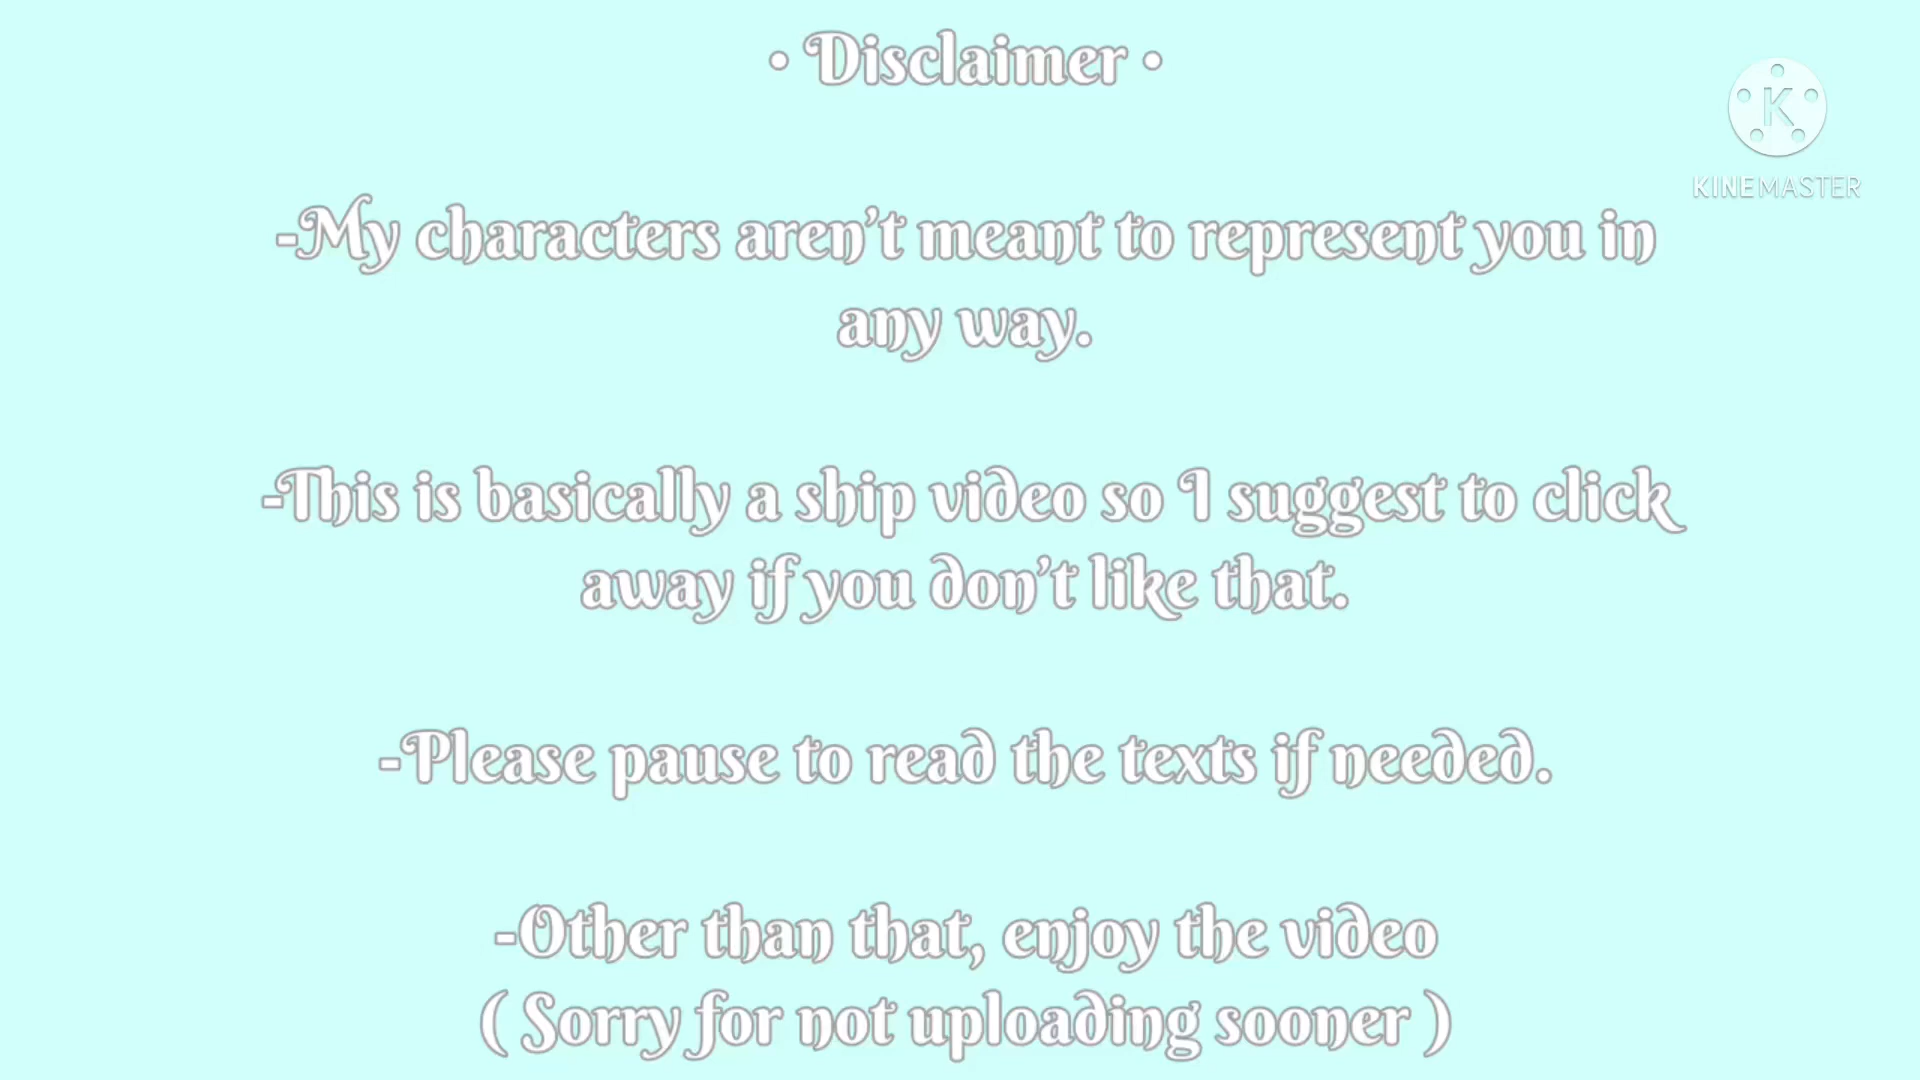 • Disclaimer •
K
KINEMASTER
-My characters aren’t meant to represent you in
any way.
-This is basically a ship video so I suggest to click
away if you don’t like that.
-Please pause to read the texts if needed.
-Other than that, enjoy the video
( Sorry for not uploading sooner )